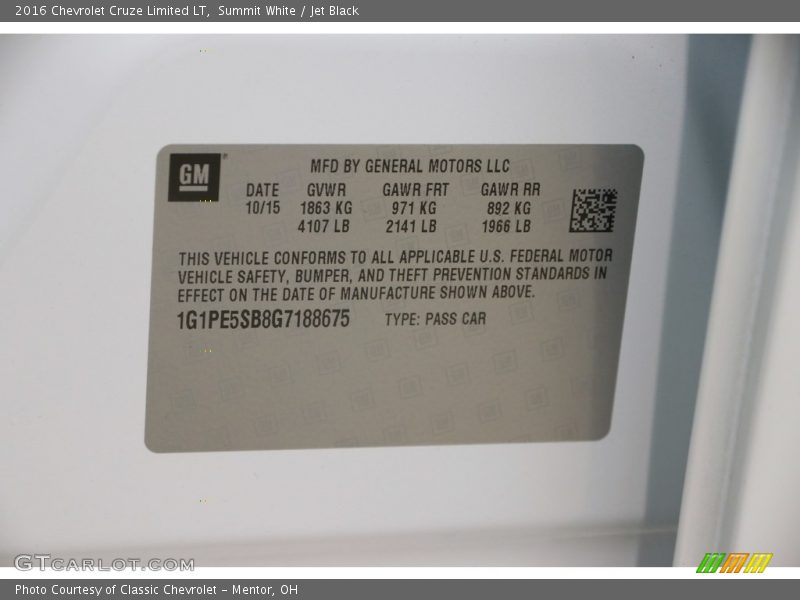 2016 Chevrolet Cruze Limited LT, Summit White / Jet Black
GM
MFD BY GENERAL MOTORS LLC
DATE GVWR GAWR FRT GAWR RR
10/15 1863 KG 971 KG 892 KG
4107 LB 2141 LB 1966 LB
THIS VEHICLE CONFORMS TO ALL APPLICABLE U.S. FEDERAL MOTOR
VEHICLE SAFETY, BUMPER, AND THEFT PREVENTION STANDARDS IN
EFFECT ON THE DATE OF MANUFACTURE SHOWN ABOVE.
1G1PE5SB8G7188675 TYPE: PASS CAR
GTCARLOT.COM
Photo Courtesy of Classic Chevrolet - Mentor, OH